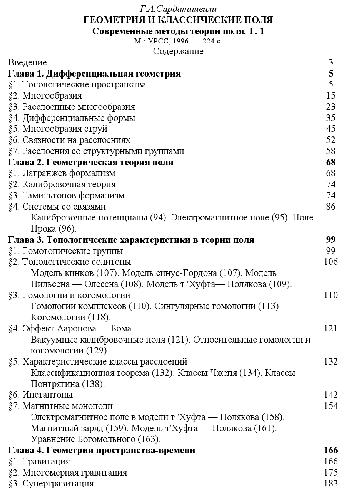 Г.А.Сарданашвили
ГЕОМЕТРИЯ И КЛАССИЧЕСКИЕ ПОЛЯ
Современные методы теории поля. Т. 1
М.: УРСС, 1996. — 224 с.
Содержание
Введение 3
Глава 1. Дифференциальная геометрия 5
§1. Топологические пространства 5
§2. Многообразия 15
§3. Расслоенные многообразия 23
§4. Дифференциальные формы 35
§5. Многообразия струй 45
§6. Связности на расслоениях 52
§7. Расслоения со структурными группами 58
Глава 2. Геометрическая теория поля 68
§1. Лагранжев формализм 68
§2. Калибровочная теория 74
§3. Гамильтонов формализм 74
§4. Системы со связями 86
Калибровочные потенциалы (94). Электромагнитное поле (95). Поле
Прока (96).
Глава 3. Топологические характеристики в теории поля 99
§1. Гомотопические группы 99
§2. Топологические солитоны 106
Модель кинков (107). Модель синус-Гордона (107). Модель
Нильсена — Олесена (108). Модель т’Хуфта — Полякова (109).
§3. Гомологии и когомологии 110
Гомологии комплексов (110). Сингулярные гомологии (113).
Когомологии (118).
§4. Эффект Ааронова — Бома 121
Вакуумные калибровочные поля (121). Относительные гомологии и
когомологии (129).
§5. Характеристические классы расслоений 132
Классификационная теорема (132). Классы Чженя (134). Классы
Понтрягина (138).
§6. Инстантоны 142
§7. Магнитные монополи 154
Электромагнитное поле в модели т’Хуфта — Полякова (158).
Магнитный заряд (159). Модель т’Хуфта — Полякова (161).
Уравнение Богомольного (163).
Глава 4. Геометрия пространства-времени 166
§1. Гравитация 166
§2. Многомерная гравитация 175
§3. Супергравитация 183